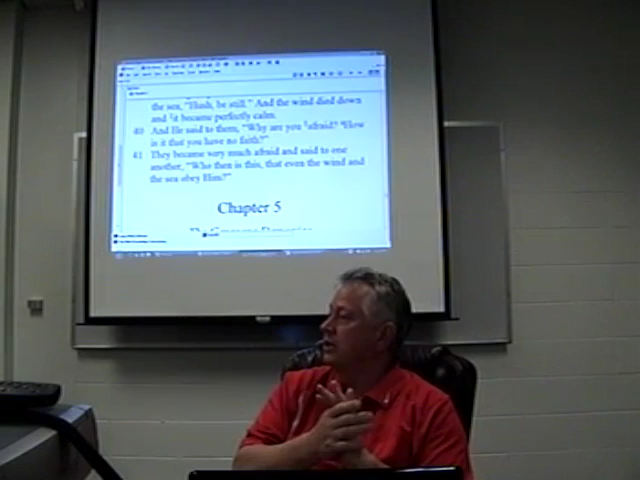 the sea, "Hush, be still." And the wind died down
and it became perfectly calm.
40 And He said to them, "Why are you afraid? How
is it that you have no faith?"
41 They became very much afraid and said to one
another, "Who then is this, that even the wind and
the sea obey Him?"
Chapter 5